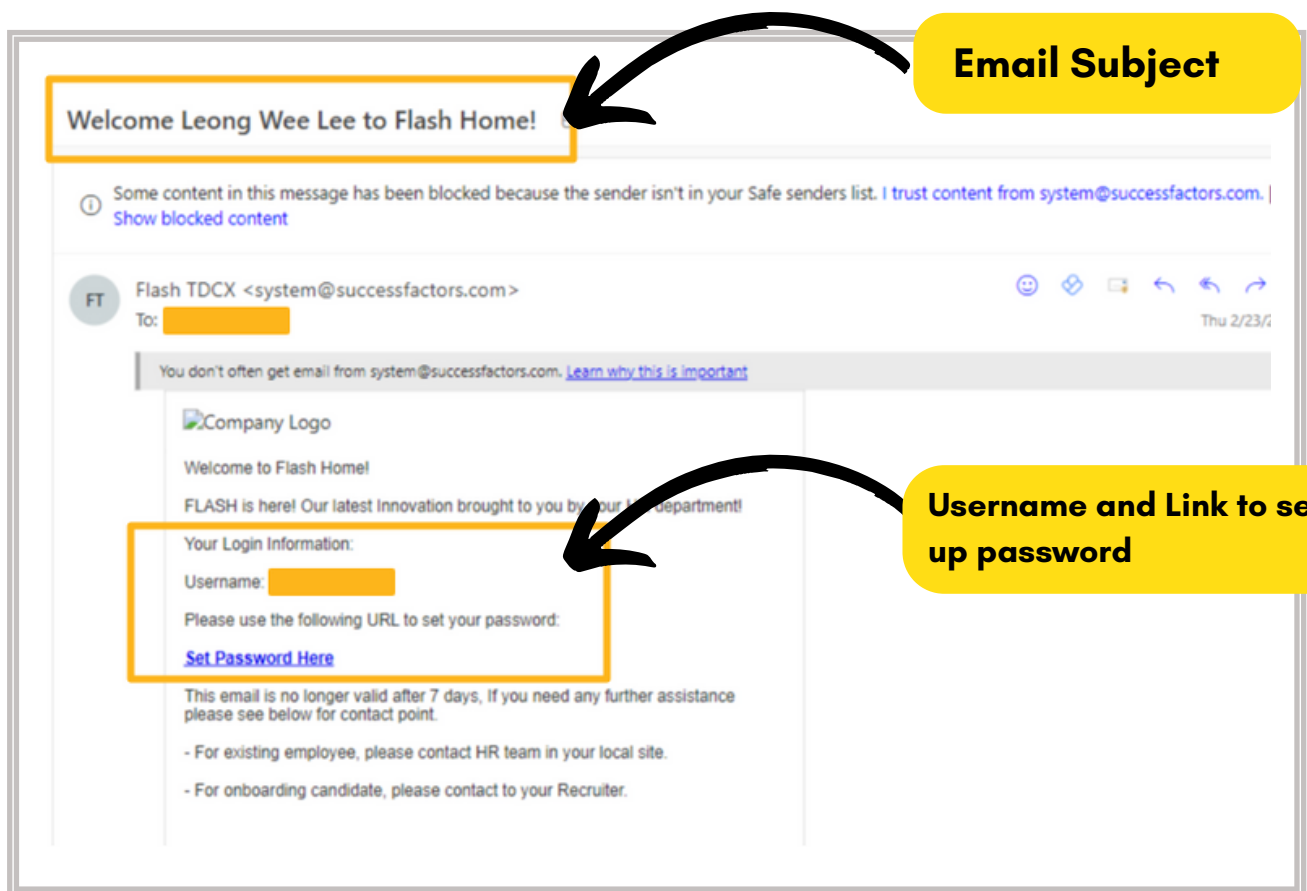 Email Subject
Welcome Leong Wee Lee to Flash Home!
Some content in this message has been blocked because the sender isn't in your Safe senders list. I trust content from system@successfactors.com. |
Show blocked content
FT
Flash TDCX <system@successfactors.com>
To:
Thu 2/23/2
You don't often get email from system@successfactors.com. Learn why this is important
Company Logo
Welcome to Flash Home!
FLASH is here! Our latest Innovation brought to you by your department!
Your Login Information:
Username:
Please use the following URL to set your password:
Set Password Here
Username and Link to se
up password
This email is no longer valid after 7 days, If you need any further assistance
please see below for contact point.
- For existing employee, please contact HR team in your local site.
- For onboarding candidate, please contact to your Recruiter.